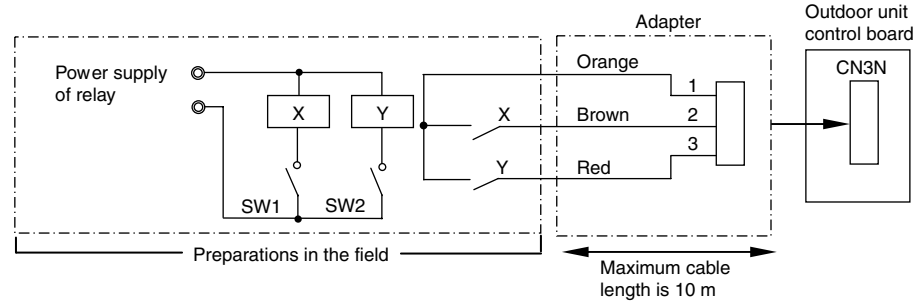 Adapter
Outdoor unit
control board
CN3N
Power supply
of relay
X
Y
SW1
SW2
X
Y
Orange
Brown
Red
1
2
3
Preparations in the field
Maximum cable
length is 10 m